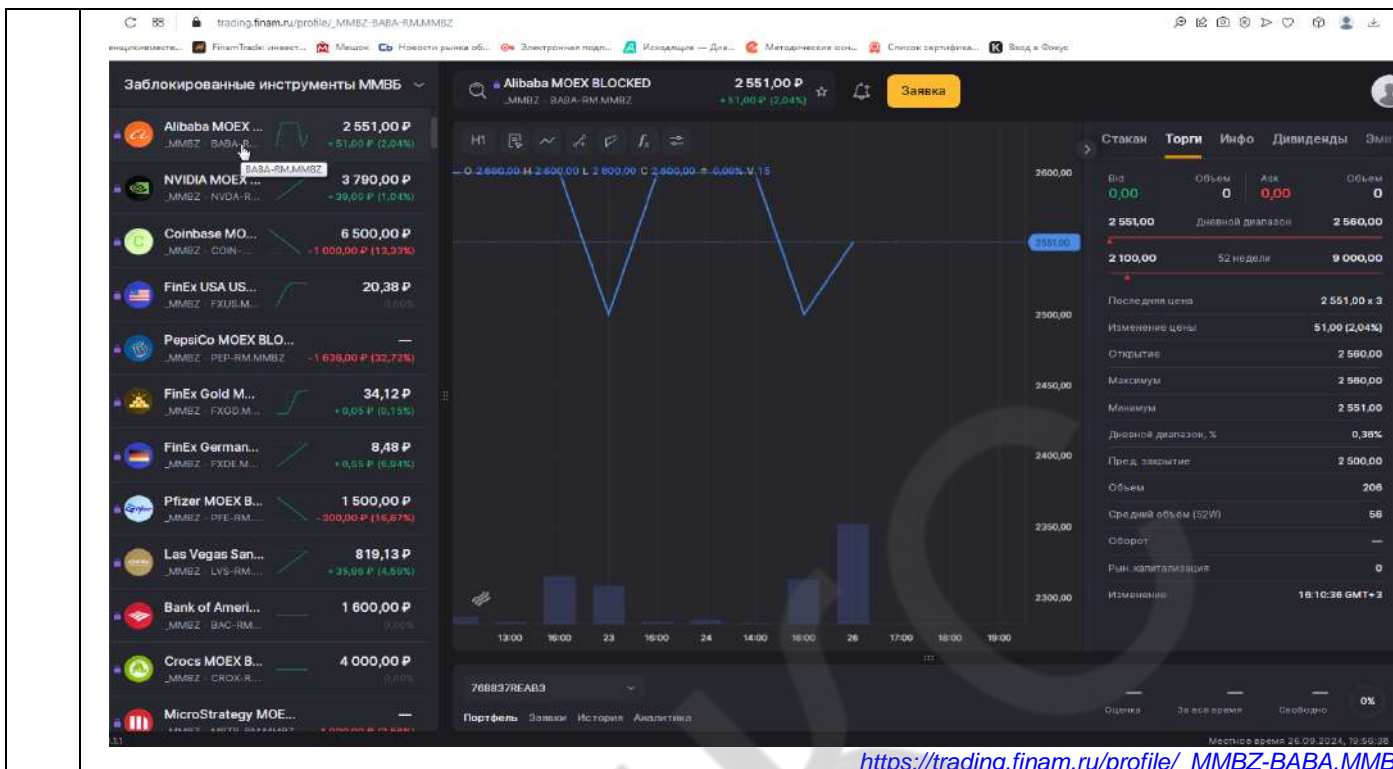 trading.finam.ru/profile/_MMBZ-BABA-RM.MMBZ
FinamTrade: инвест... Мешок Новости рынка об... Электронная подп... Исходящие — Для... Методические осн... Список сертифика... Вход в Фокус
Заблокированные инструменты ММВБ
Alibaba MOEX BLOCKED
_MMBZ · BABA-RM.MMBZ
2 551,00 ₽
+51,00 ₽ (2,04%)
Заявка
Alibaba MOEX ... 2 551,00 ₽
_MMBZ · BABA-R... +51,00 ₽ (2,04%)
BABA-RM.MMBZ
NVIDIA MOEX ... 3 790,00 ₽
_MMBZ · NVDA-R... +39,00 ₽ (1,04%)
Coinbase MO... 6 500,00 ₽
_MMBZ · COIN-... -1 000,00 ₽ (13,33%)
FinEx USA US... 20,38 ₽
_MMBZ · FXUS.M... 0,00%
PepsiCo MOEX BLO... —
_MMBZ · PEP-RM.MMBZ -1 636,00 ₽ (32,72%)
FinEx Gold M... 34,12 ₽
_MMBZ · FXGD.M... +0,05 ₽ (0,15%)
FinEx German... 8,48 ₽
_MMBZ · FXDE.M... +0,55 ₽ (6,94%)
Pfizer MOEX B... 1 500,00 ₽
_MMBZ · PFE-RM.... -300,00 ₽ (16,67%)
Las Vegas San... 819,13 ₽
_MMBZ · LVS-RM.... +35,96 ₽ (4,59%)
Bank of Ameri... 1 600,00 ₽
_MMBZ · BAC-RM... 0,00%
Crocs MOEX B... 4 000,00 ₽
_MMBZ · CROX-R... 0,00%
MicroStrategy MOE... —
H1
O 2 600,00 H 2 600,00 L 2 600,00 C 2 600,00 0,00% V 15
2600,00
2551,00
2500,00
2450,00
2400,00
2350,00
2300,00
13:00 16:00 23 16:00 24 14:00 16:00 26 17:00 18:00 19:00
768837REAB3
Портфель Заявки История Аналитика
Стакан Торги Инфо Дивиденды Эми
Bid Объем Ask Объем
0,00 0 0,00 0
2 551,00 Дневной диапазон 2 560,00
2 100,00 52 недели 9 000,00
Последняя цена 2 551,00 x 3
Изменение цены 51,00 (2,04%)
Открытие 2 560,00
Максимум 2 560,00
Минимум 2 551,00
Дневной диапазон, % 0,36%
Пред. закрытие 2 500,00
Объем 206
Средний объём (52W) 56
Оборот —
Рын. капитализация 0
Изменение 16:10:36 GMT+3
— — — 0%
Оценка За всё время Свободно
Местное время 26.09.2024, 19:56:38
https://trading.finam.ru/profile/_MMBZ-BABA.MMB